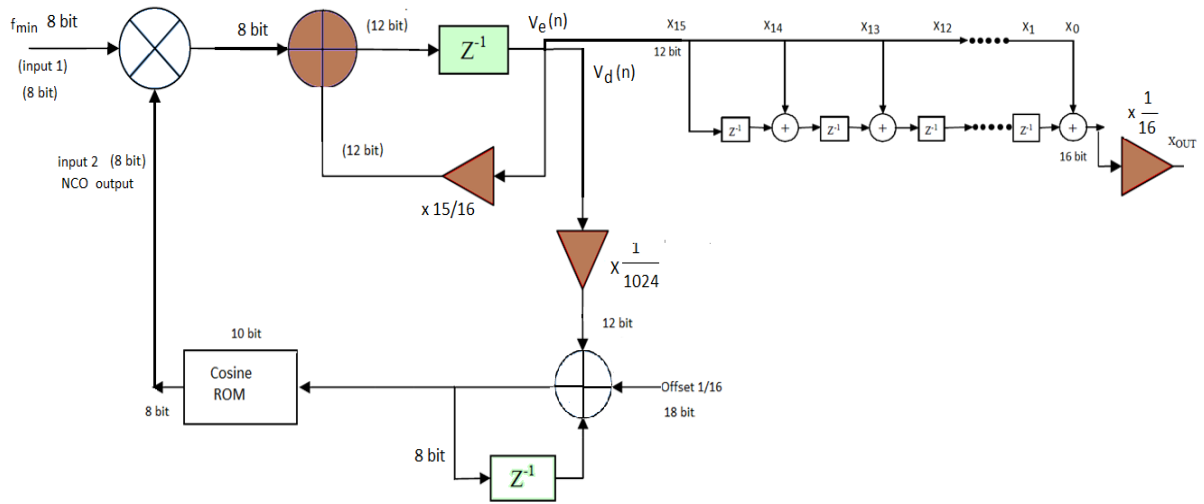 f min 8 bit
(input 1)
(8 bit)
8 bit
(12 bit)
Z-1
Ve(n)
Vd(n)
X15
12 bit
X14
X13
X12
X1
X0
Z-1
+
Z-1
+
Z-1
Z-1
+
16 bit
x 1/16
XOUT
input 2 (8 bit)
NCO output
(12 bit)
x 15/16
X 1/1024
12 bit
10 bit
Cosine
ROM
8 bit
Offset 1/16
18 bit
8 bit
Z-1